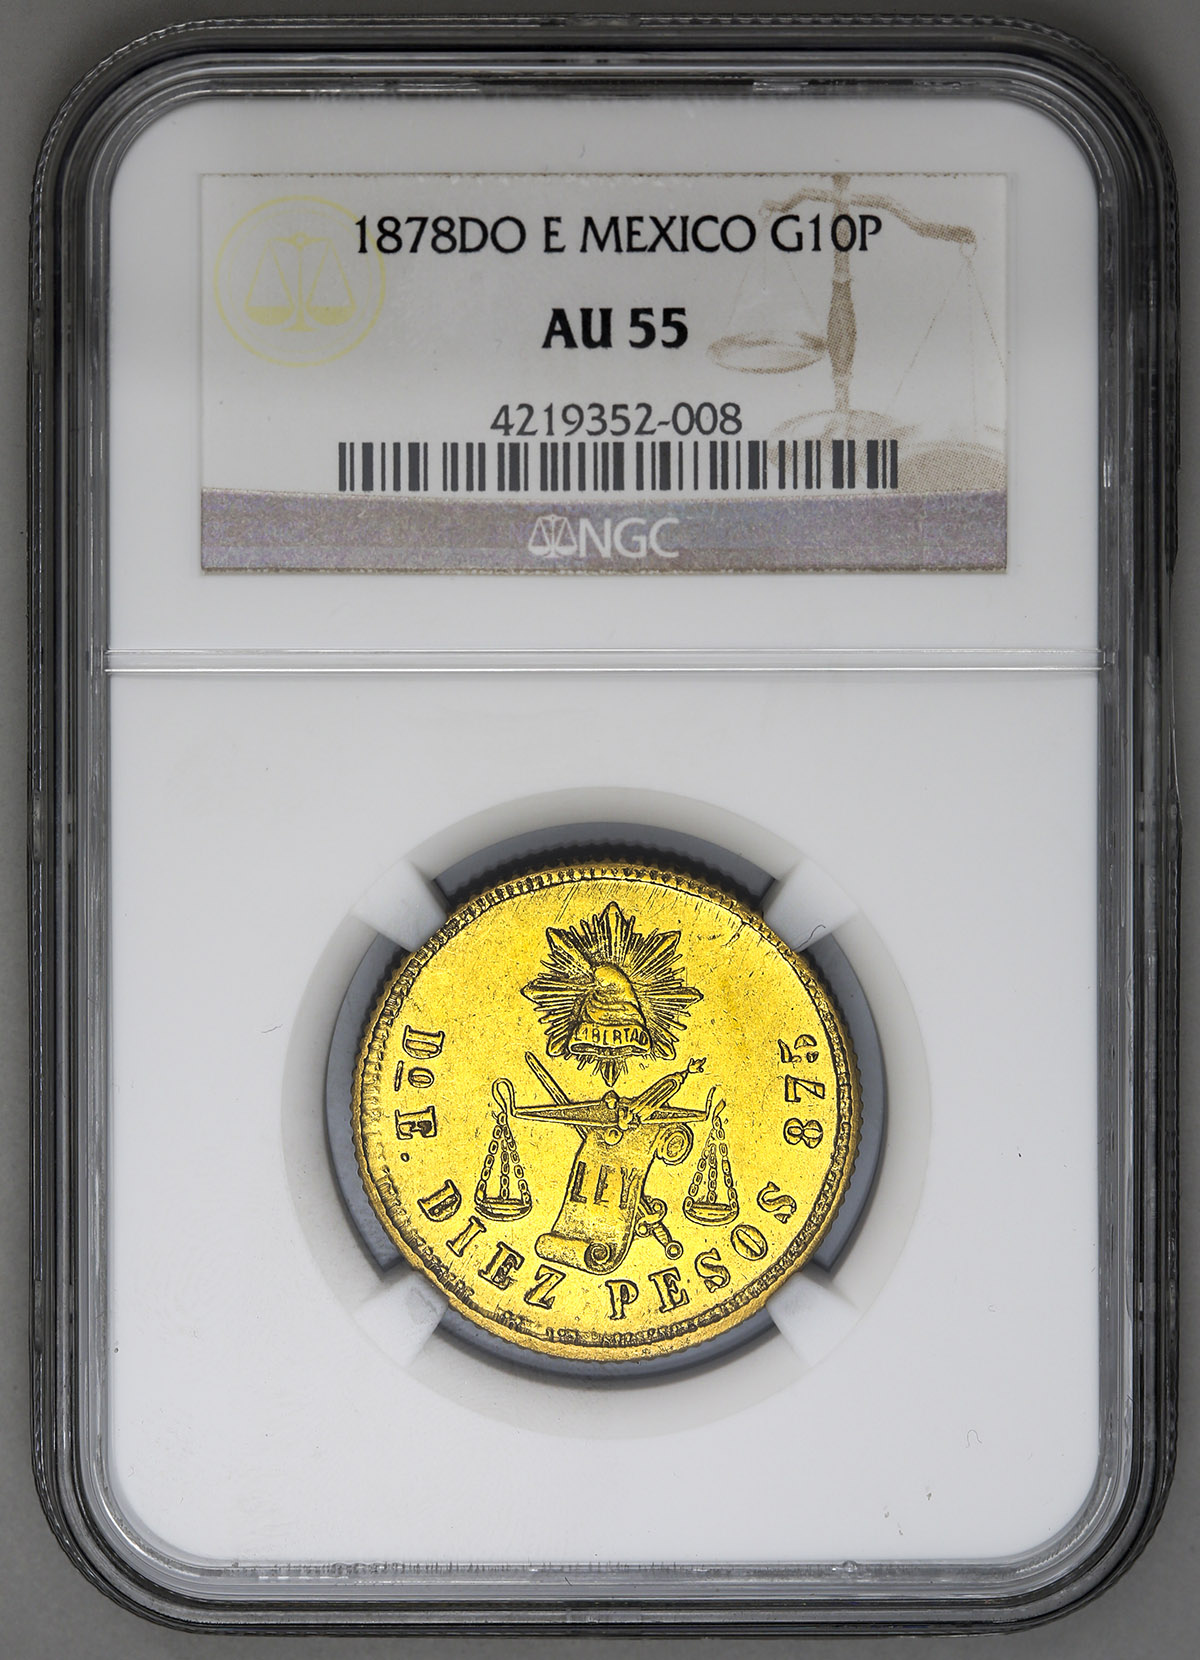 1878DO E MEXICO G10P
AU 55
4219352-008
NGC
LIBERTAD
LEY
Do E. DIEZ PESOS 875